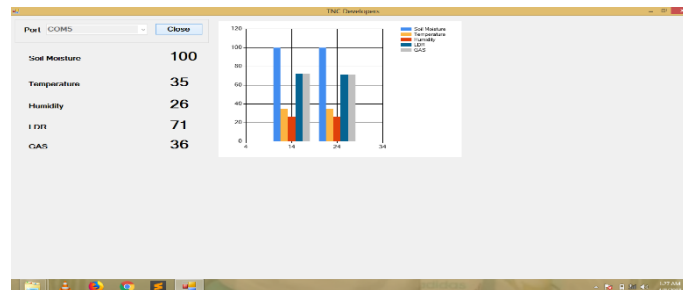 TNC Developers
Port COM5 Close
Soil Moisture 100
Temperature 35
Humidity 26
LDR 71
GAS 36
120
100
80
60
40
20
0
4 14 24 34
Soil Moisture
Temperature
Humidity
LDR
GAS